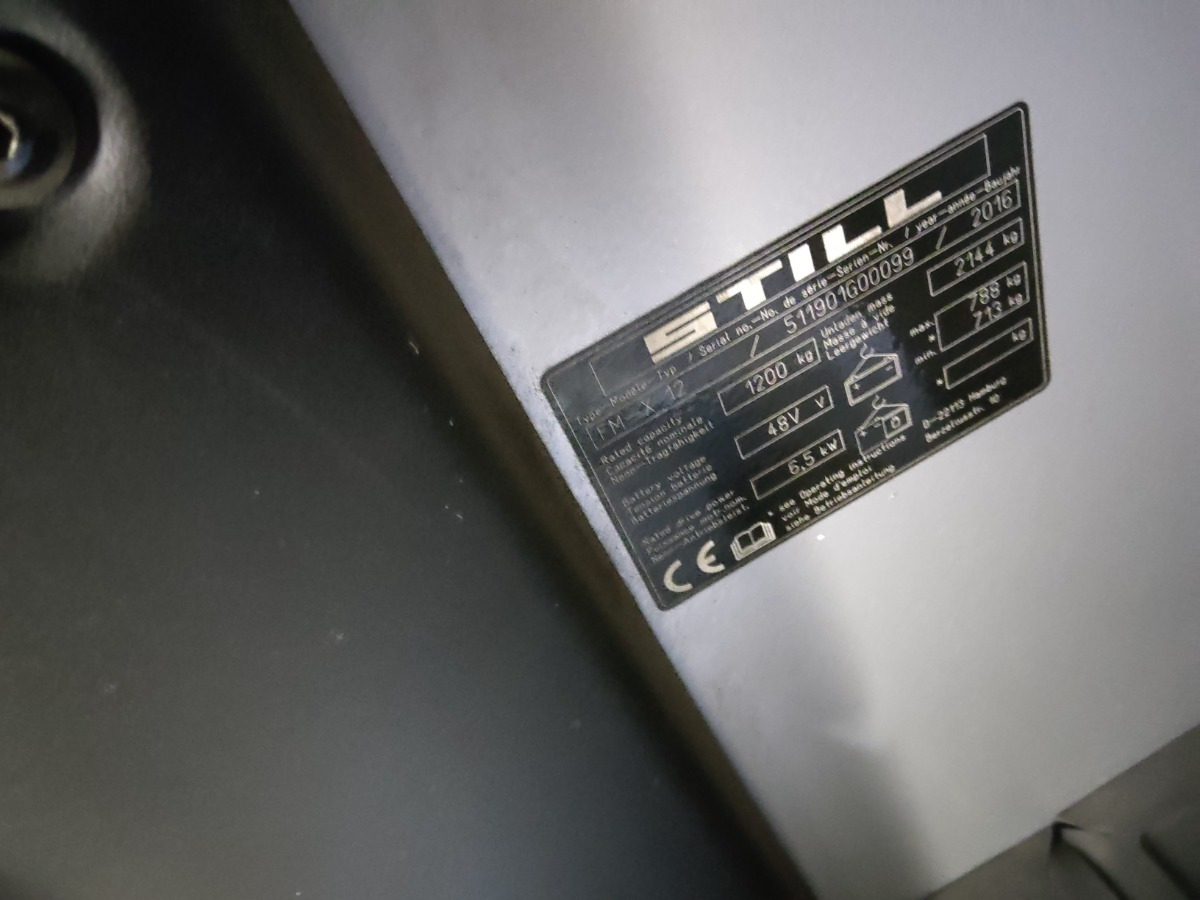 STILL
Type-Modèle-Typ / Serial no.-No. de série-Serien-Nr. / year-année-Baujahr
FM-X 12 / 511901G00099 / 2016
Rated capacity
Capacité nominale
Nenn-Tragfähigkeit
1200 kg
Unladen mass
Masse à vide
Leergewicht
2144 kg
Battery voltage
Tension batterie
Batteriespannung
48V V
max. 788 kg
* min. 713 kg
Rated drive power
Puissance motr.nom.
Nenn-Antriebsleist.
6,5 kW
* kg
CE
* see Operating instructions
voir Mode d'emploi
siehe Betriebsanleitung
D-22113 Hamburg
Berzeliusstr. 10